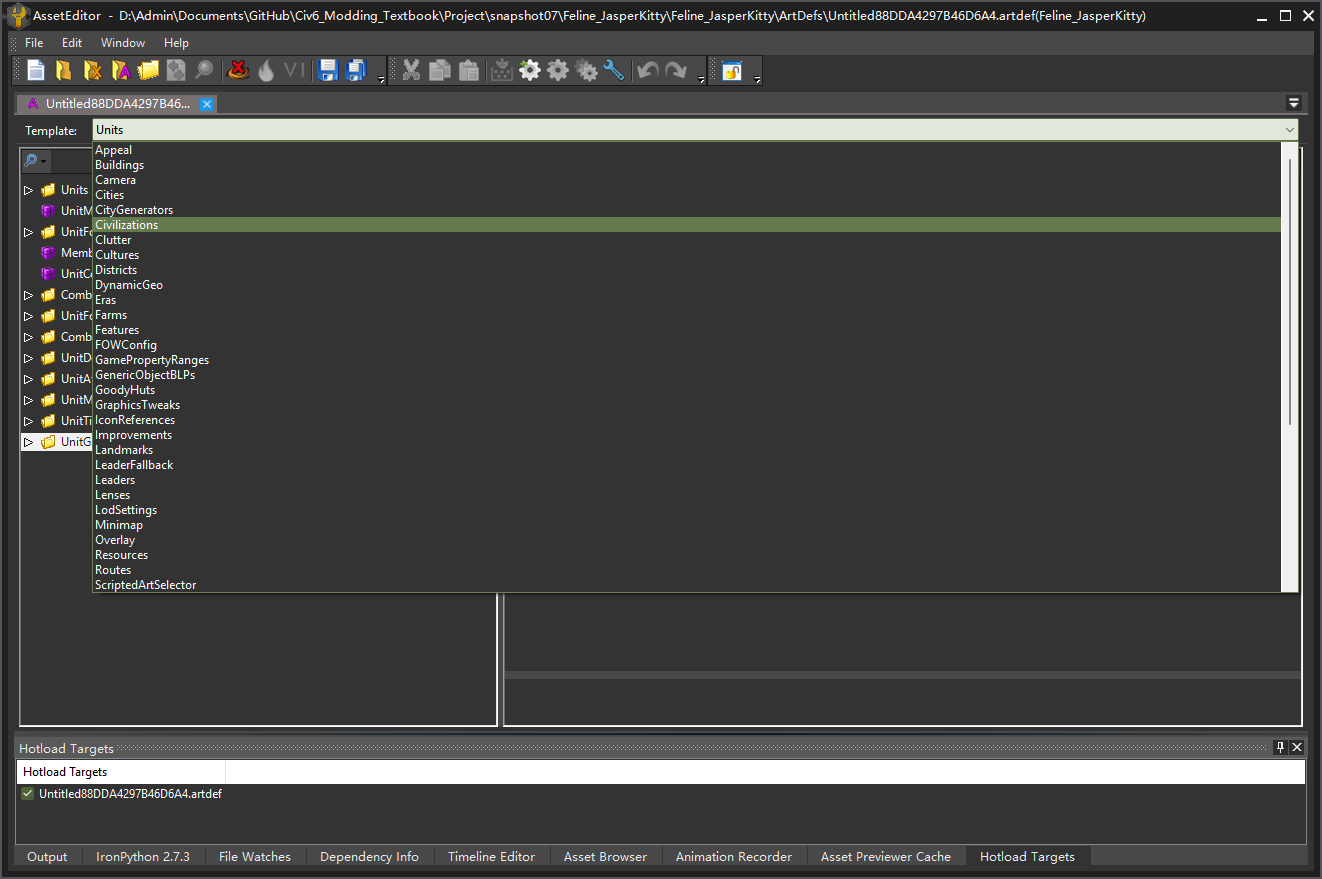 AssetEditor - D:\Admin\Documents\GitHub\Civ6_Modding_Textbook\Project\snapshot07\Feline_JasperKitty\Feline_JasperKitty\ArtDefs\Untitled88DDA4297B46D6A4.artdef(Feline_JasperKitty)
File Edit Window Help
VI
Untitled88DDA4297B46...
Template: Units
Appeal
Buildings
Camera
Cities
CityGenerators
Civilizations
Clutter
Cultures
Districts
DynamicGeo
Eras
Farms
Features
FOWConfig
GamePropertyRanges
GenericObjectBLPs
GoodyHuts
GraphicsTweaks
IconReferences
Improvements
Landmarks
LeaderFallback
Leaders
Lenses
LodSettings
Minimap
Overlay
Resources
Routes
ScriptedArtSelector
Units
UnitM
UnitFo
Memb
UnitCo
Comb
UnitFo
Comb
UnitD
UnitA
UnitM
UnitTi
UnitG
Hotload Targets
Hotload Targets
Untitled88DDA4297B46D6A4.artdef
Output IronPython 2.7.3 File Watches Dependency Info Timeline Editor Asset Browser Animation Recorder Asset Previewer Cache Hotload Targets